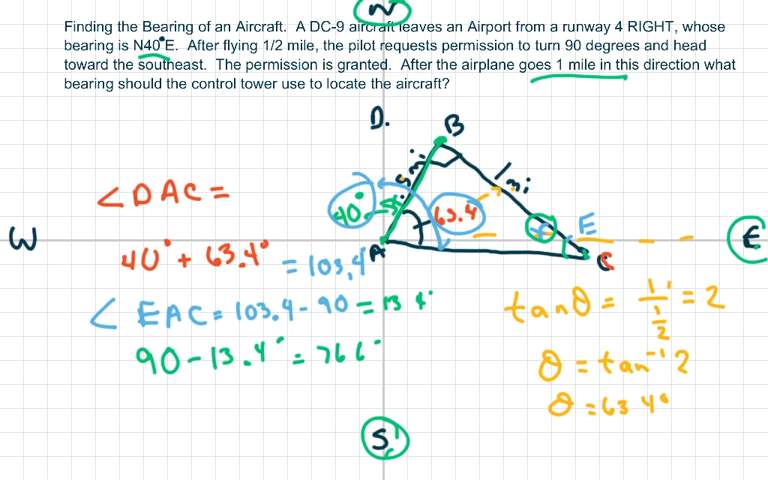 N
Finding the Bearing of an Aircraft. A DC-9 aircraft leaves an Airport from a runway 4 RIGHT, whose
bearing is N40°E. After flying 1/2 mile, the pilot requests permission to turn 90 degrees and head
toward the southeast. The permission is granted. After the airplane goes 1 mile in this direction what
bearing should the control tower use to locate the aircraft?
D.
B
.5 mi
1 mi
<DAC =
40°
63.4
E
W
E
A
C
40° + 63.4° = 103.4°
< EAC = 103.4 - 90 = 13.4°
tanθ = 1/(1/2) = 2
90 - 13.4° = 76.6°
θ = tan⁻¹ 2
θ = 63.4°
S